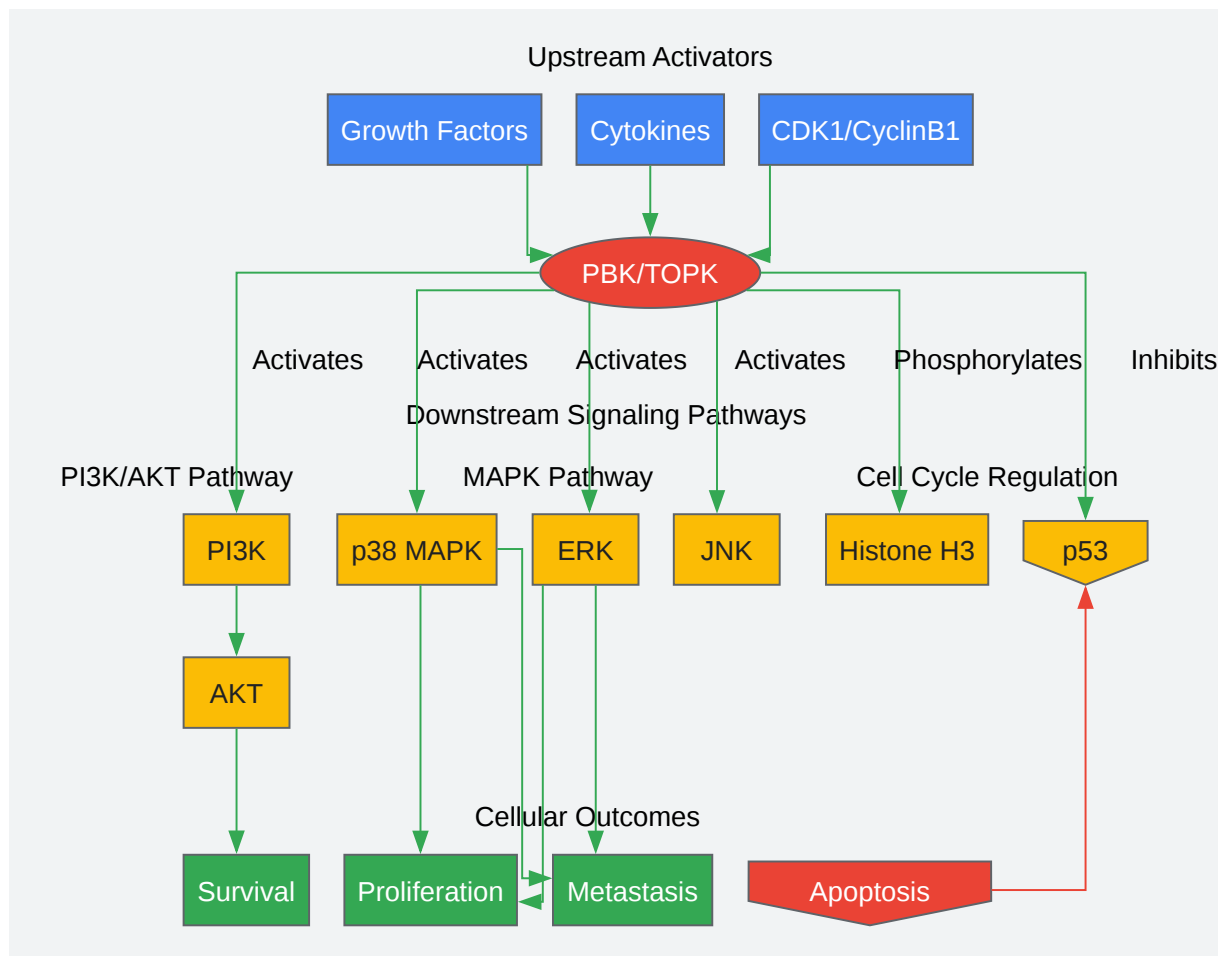 Upstream Activators
Growth Factors
Cytokines
CDK1/CyclinB1
PBK/TOPK
Activates
Activates
Activates
Activates
Phosphorylates
Inhibits
Downstream Signaling Pathways
PI3K/AKT Pathway
MAPK Pathway
Cell Cycle Regulation
PI3K
p38 MAPK
ERK
JNK
Histone H3
p53
AKT
Cellular Outcomes
Survival
Proliferation
Metastasis
Apoptosis